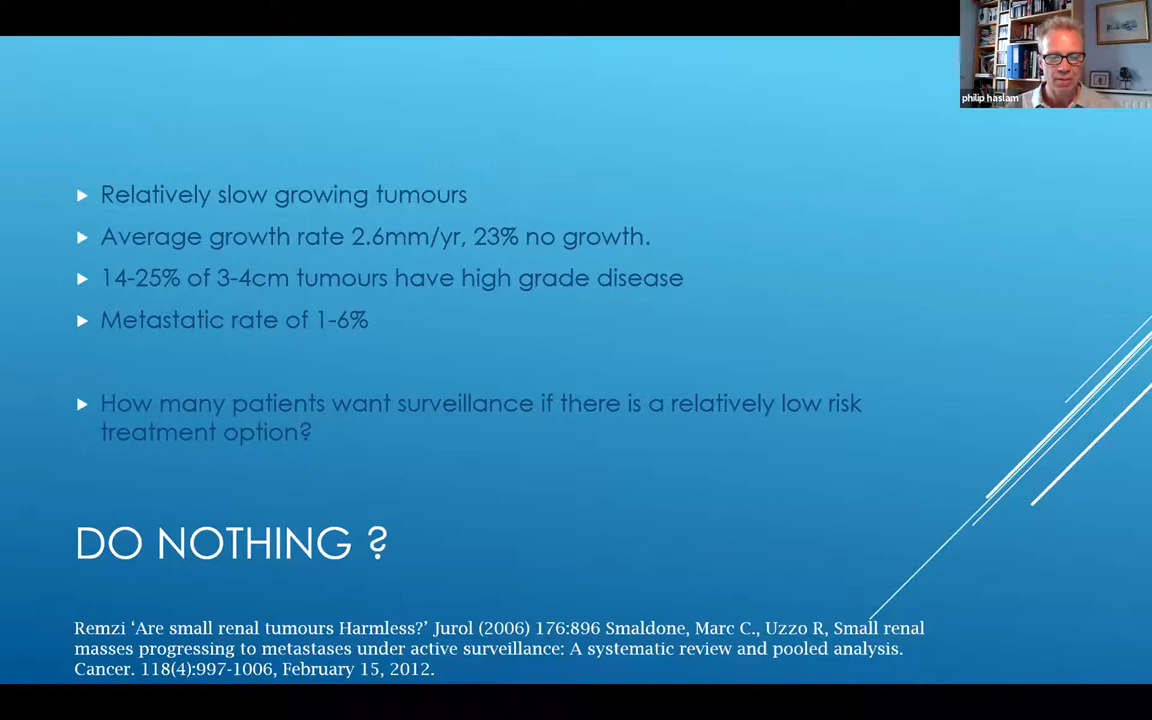 philip haslam
Relatively slow growing tumours
Average growth rate 2.6mm/yr, 23% no growth.
14-25% of 3-4cm tumours have high grade disease
Metastatic rate of 1-6%
How many patients want surveillance if there is a relatively low risk
treatment option?
DO NOTHING ?
Remzi ‘Are small renal tumours Harmless?’ Jurol (2006) 176:896 Smaldone, Marc C., Uzzo R, Small renal
masses progressing to metastases under active surveillance: A systematic review and pooled analysis.
Cancer. 118(4):997-1006, February 15, 2012.